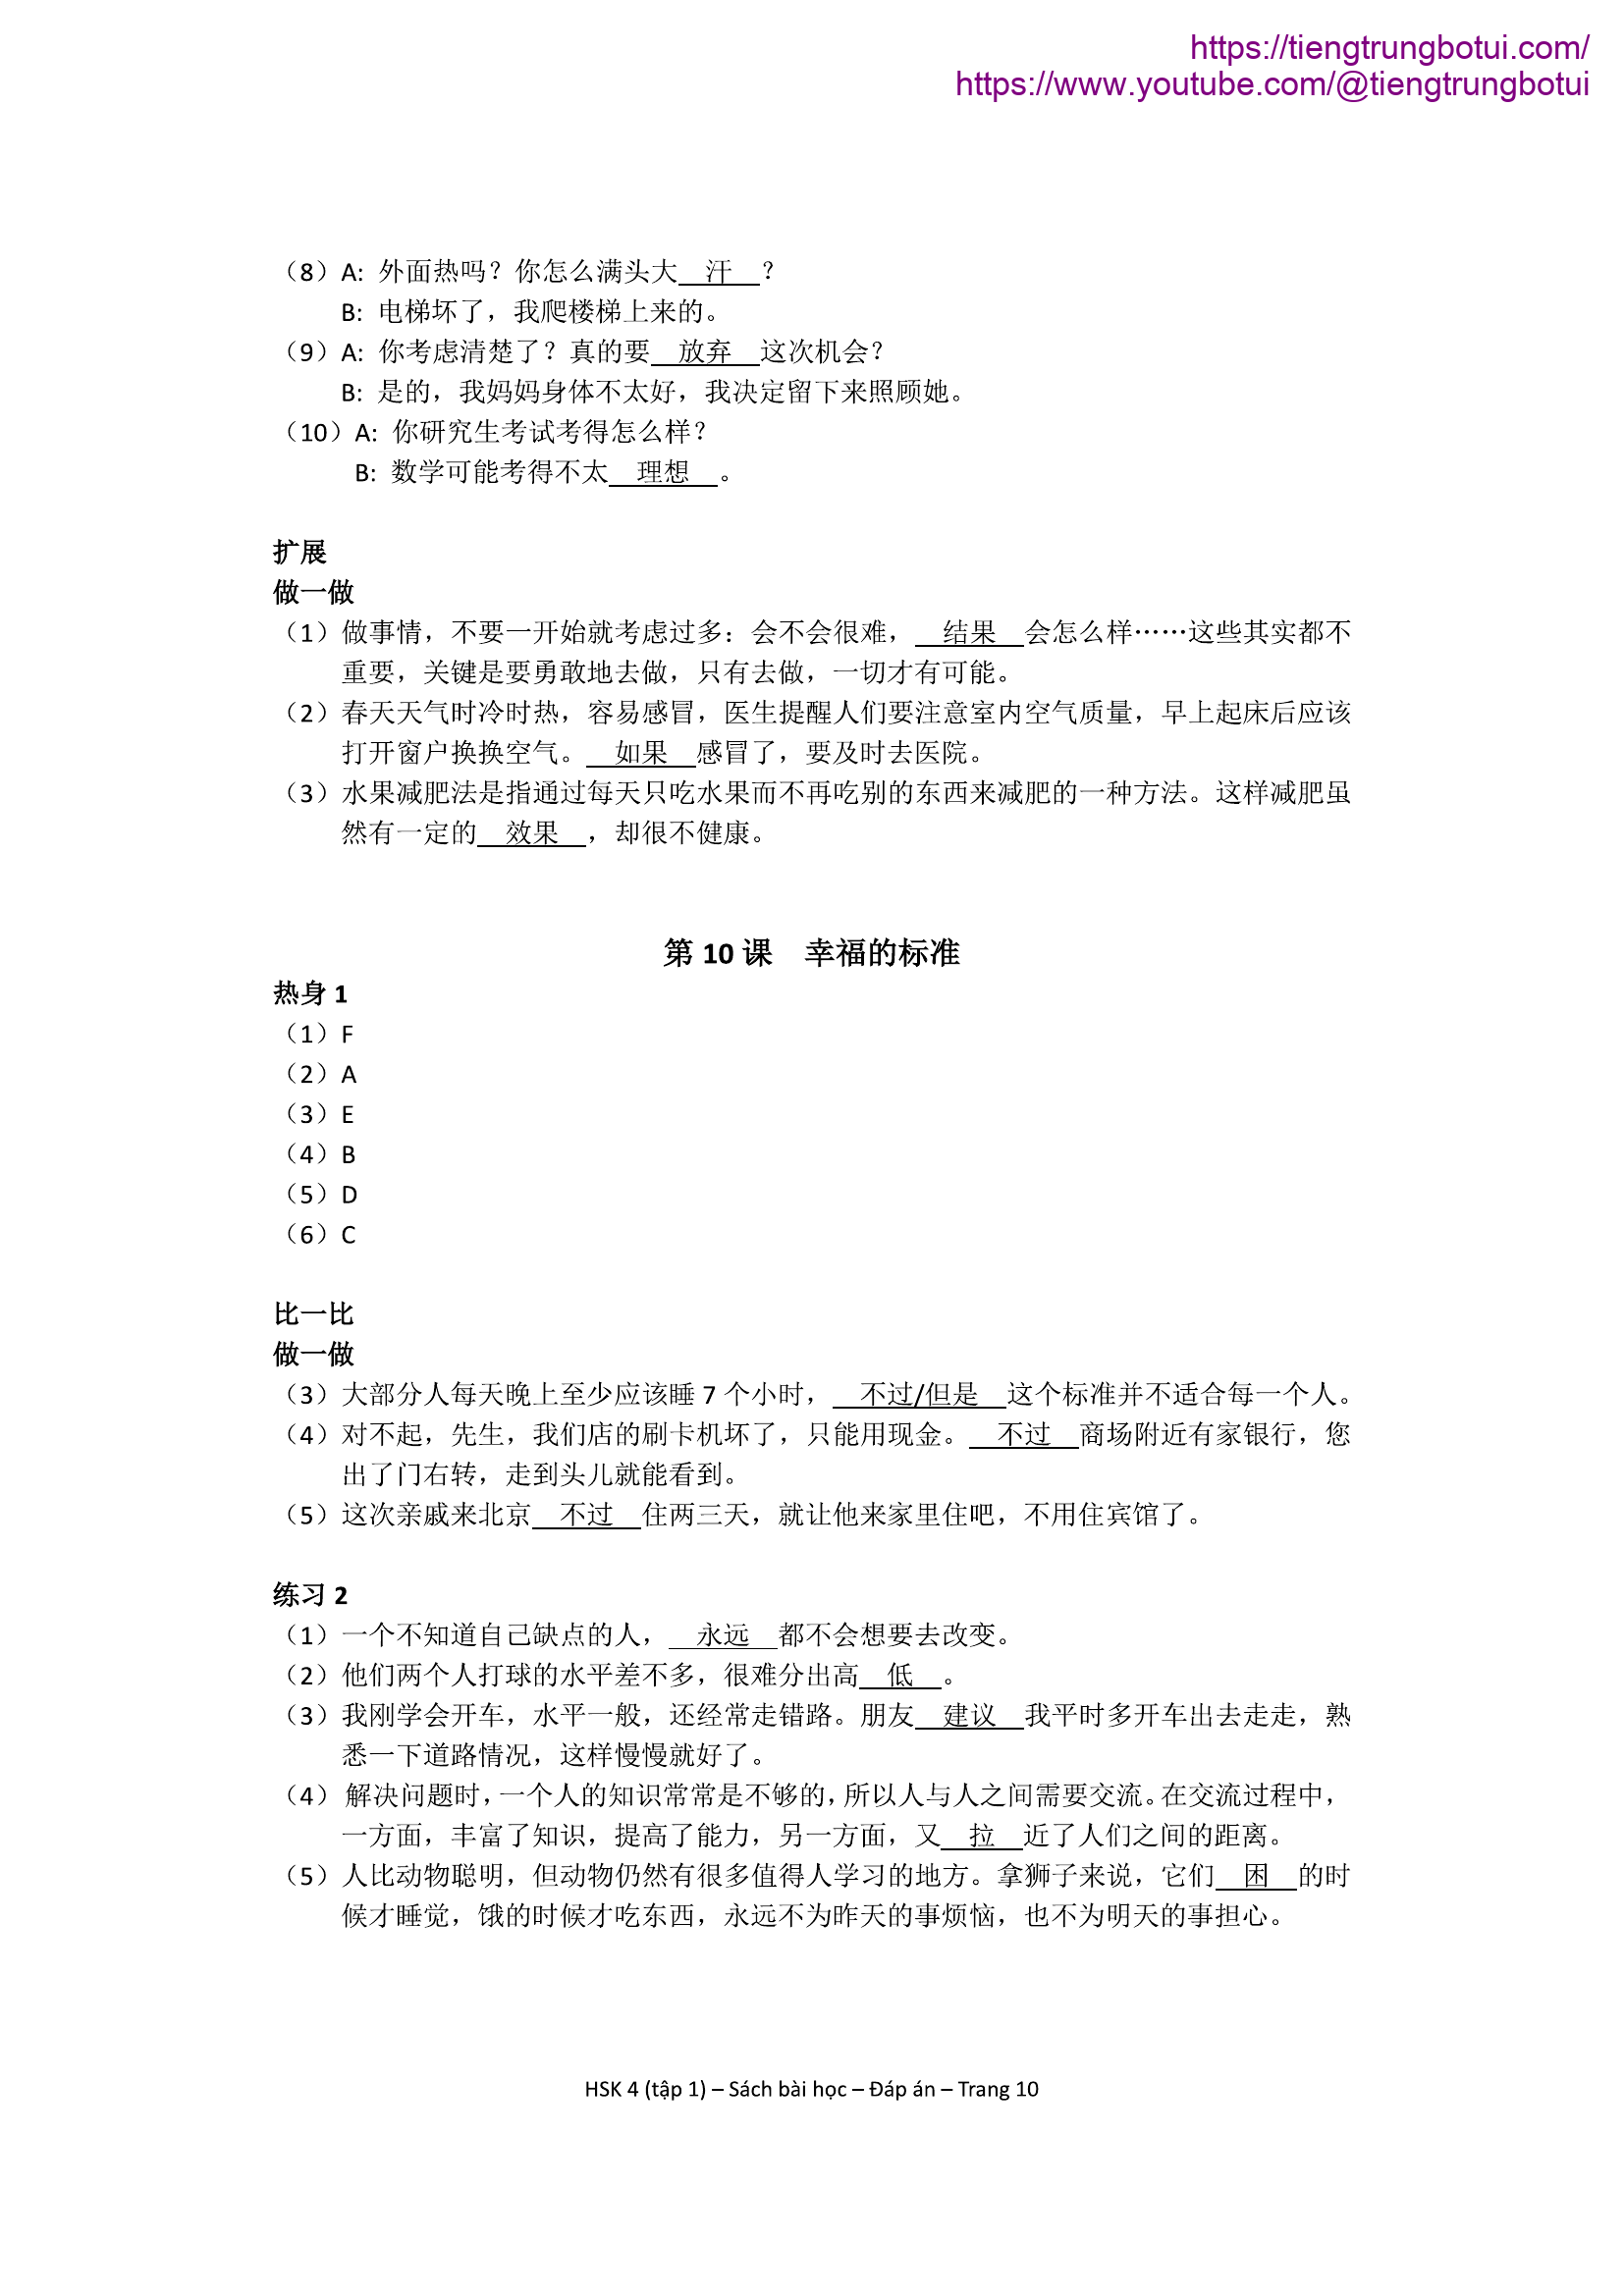 https://tiengtrungbotui.com/
https://www.youtube.com/@tiengtrungbotui
（8）A: 外面热吗？你怎么满头大 汗 ？
B: 电梯坏了，我爬楼梯上来的。
（9）A: 你考虑清楚了？真的要 放弃 这次机会？
B: 是的，我妈妈身体不太好，我决定留下来照顾她。
（10）A: 你研究生考试考得怎么样？
B: 数学可能考得不太 理想 。
扩展
做一做
（1）做事情，不要一开始就考虑过多：会不会很难， 结果 会怎么样……这些其实都不
重要，关键是要勇敢地去做，只有去做，一切才有可能。
（2）春天天气时冷时热，容易感冒，医生提醒人们要注意室内空气质量，早上起床后应该
打开窗户换换空气。 如果 感冒了，要及时去医院。
（3）水果减肥法是指通过每天只吃水果而不再吃别的东西来减肥的一种方法。这样减肥虽
然有一定的 效果 ，却很不健康。
第 10 课 幸福的标准
热身 1
（1）F
（2）A
（3）E
（4）B
（5）D
（6）C
比一比
做一做
（3）大部分人每天晚上至少应该睡 7 个小时， 不过/但是 这个标准并不适合每一个人。
（4）对不起，先生，我们店的刷卡机坏了，只能用现金。 不过 商场附近有家银行，您
出了门右转，走到头儿就能看到。
（5）这次亲戚来北京 不过 住两三天，就让他来家里住吧，不用住宾馆了。
练习 2
（1）一个不知道自己缺点的人， 永远 都不会想要去改变。
（2）他们两个人打球的水平差不多，很难分出高 低 。
（3）我刚学会开车，水平一般，还经常走错路。朋友 建议 我平时多开车出去走走，熟
悉一下道路情况，这样慢慢就好了。
（4）解决问题时，一个人的知识常常是不够的，所以人与人之间需要交流。在交流过程中，
一方面，丰富了知识，提高了能力，另一方面，又 拉 近了人们之间的距离。
（5）人比动物聪明，但动物仍然有很多值得人学习的地方。拿狮子来说，它们 困 的时
候才睡觉，饿的时候才吃东西，永远不为昨天的事烦恼，也不为明天的事担心。
HSK 4 (tập 1) – Sách bài học – Đáp án – Trang 10